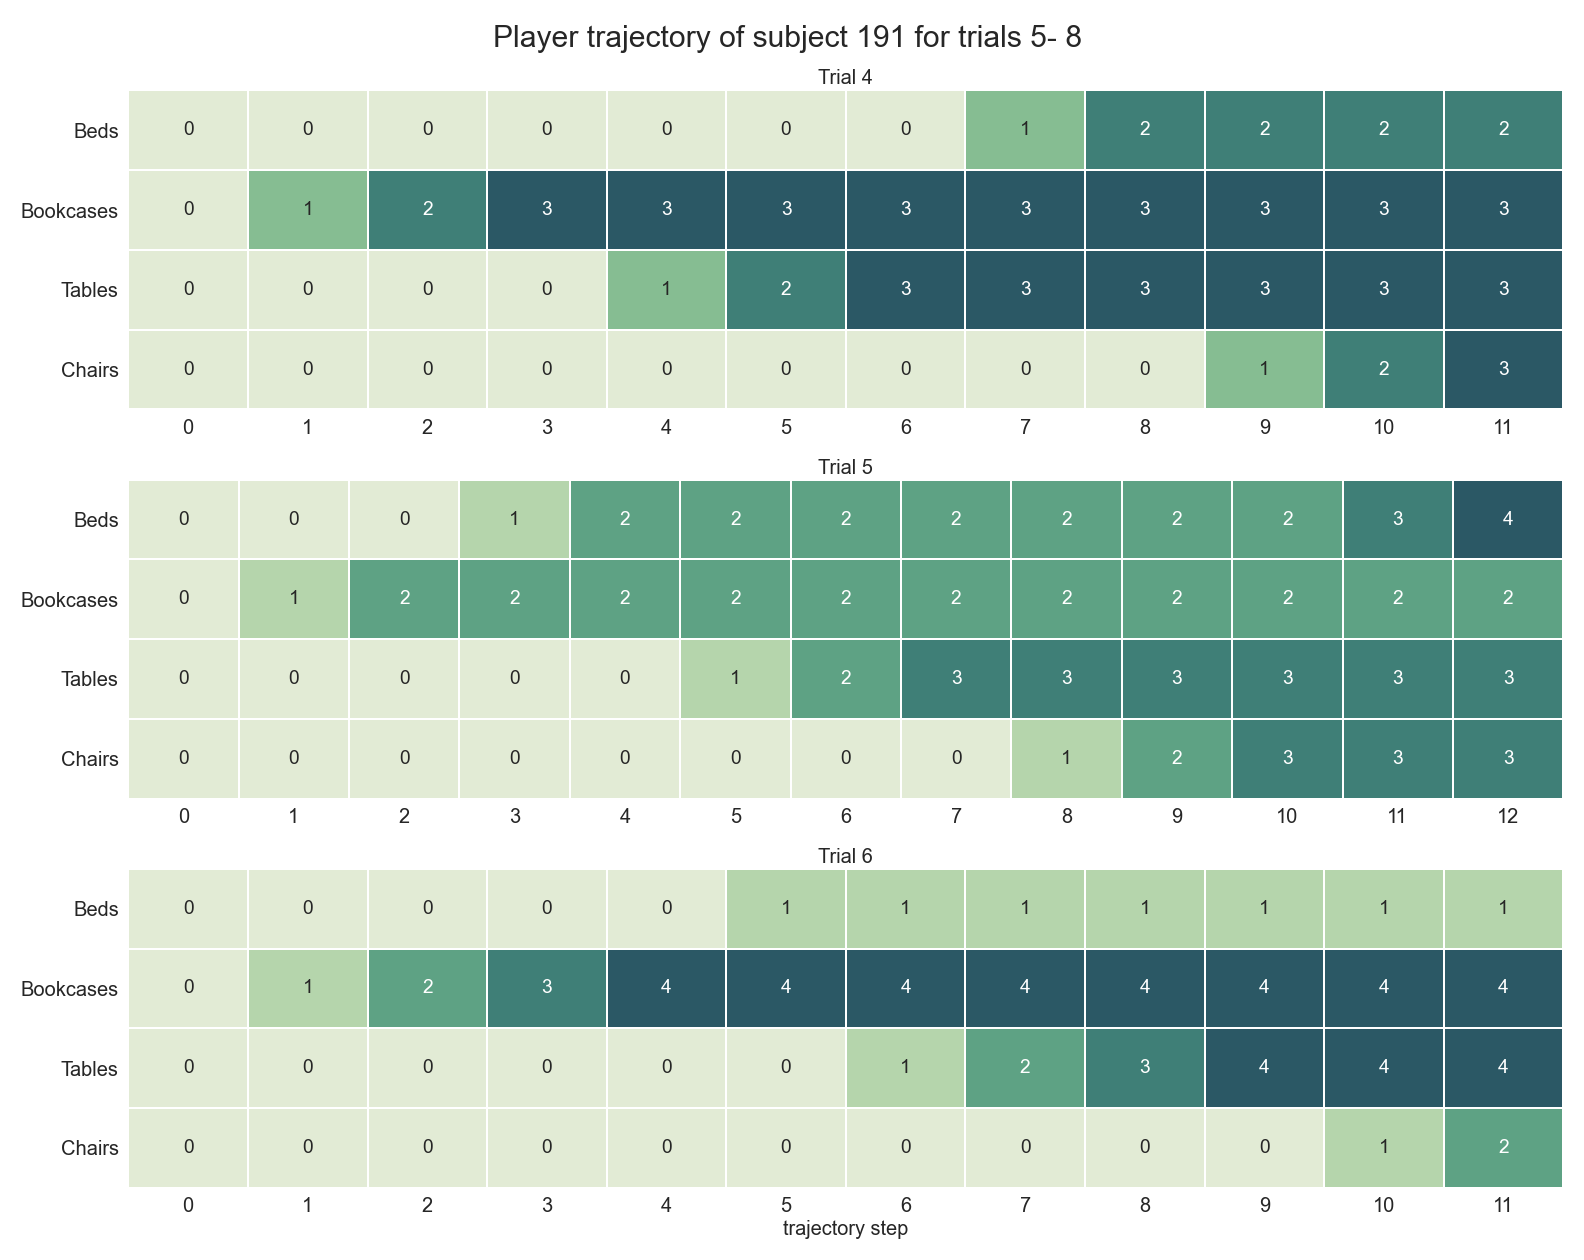 Player trajectory of subject 191 for trials 5- 8
Trial 4
Beds 0 0 0 0 0 0 0 1 2 2 2 2
Bookcases 0 1 2 3 3 3 3 3 3 3 3 3
Tables 0 0 0 0 1 2 3 3 3 3 3 3
Chairs 0 0 0 0 0 0 0 0 0 1 2 3
0 1 2 3 4 5 6 7 8 9 10 11
Trial 5
Beds 0 0 0 1 2 2 2 2 2 2 2 3 4
Bookcases 0 1 2 2 2 2 2 2 2 2 2 2 2
Tables 0 0 0 0 0 1 2 3 3 3 3 3 3
Chairs 0 0 0 0 0 0 0 0 1 2 3 3 3
0 1 2 3 4 5 6 7 8 9 10 11 12
Trial 6
Beds 0 0 0 0 0 1 1 1 1 1 1 1
Bookcases 0 1 2 3 4 4 4 4 4 4 4 4
Tables 0 0 0 0 0 0 1 2 3 4 4 4
Chairs 0 0 0 0 0 0 0 0 0 0 1 2
0 1 2 3 4 5 6 7 8 9 10 11
trajectory step